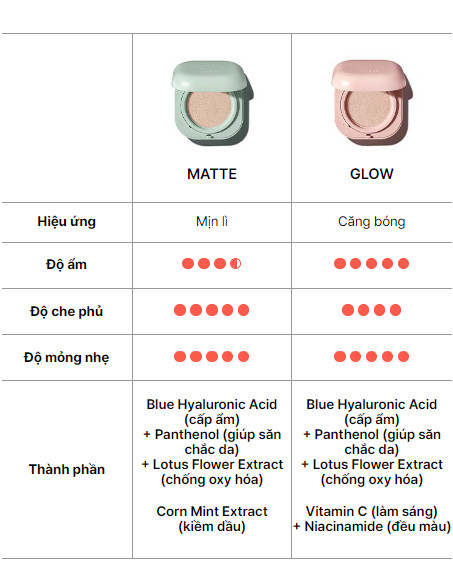 MATTE
GLOW
Hiệu ứng
Mịn lì
Căng bóng
Độ ẩm
Độ che phủ
Độ mỏng nhẹ
Thành phần
Blue Hyaluronic Acid
(cấp ẩm)
+ Panthenol (giúp săn
chắc da)
+ Lotus Flower Extract
(chống oxy hóa)
Corn Mint Extract
(kiềm dầu)
Blue Hyaluronic Acid
(cấp ẩm)
+ Panthenol (giúp săn
chắc da)
+ Lotus Flower Extract
(chống oxy hóa)
Vitamin C (làm sáng)
+ Niacinamide (đều màu)